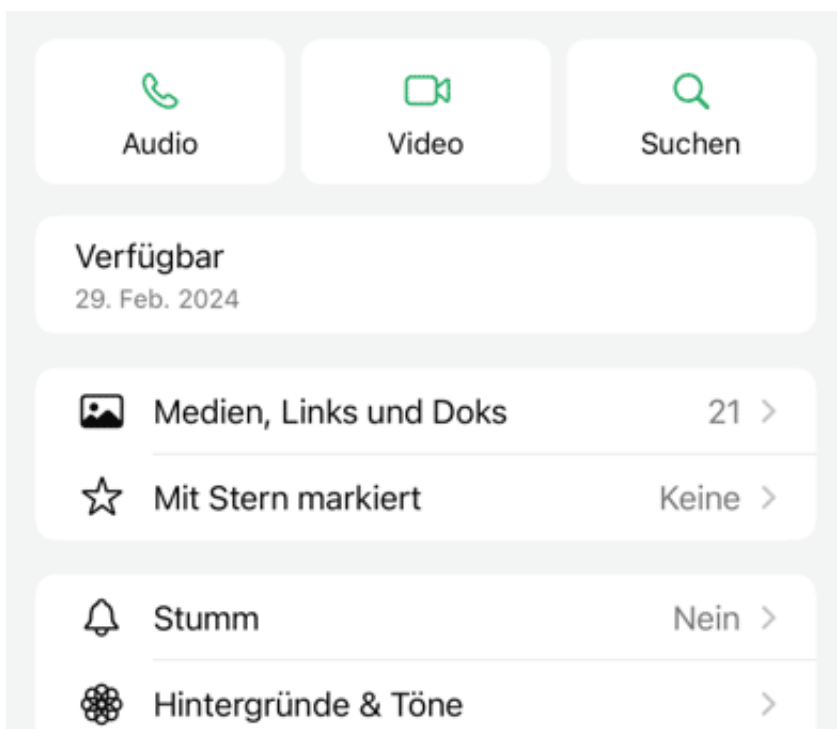 Audio
Video
Suchen
Verfügbar
29. Feb. 2024
Medien, Links und Doks 21
Mit Stern markiert Keine
Stumm Nein
Hintergründe & Töne